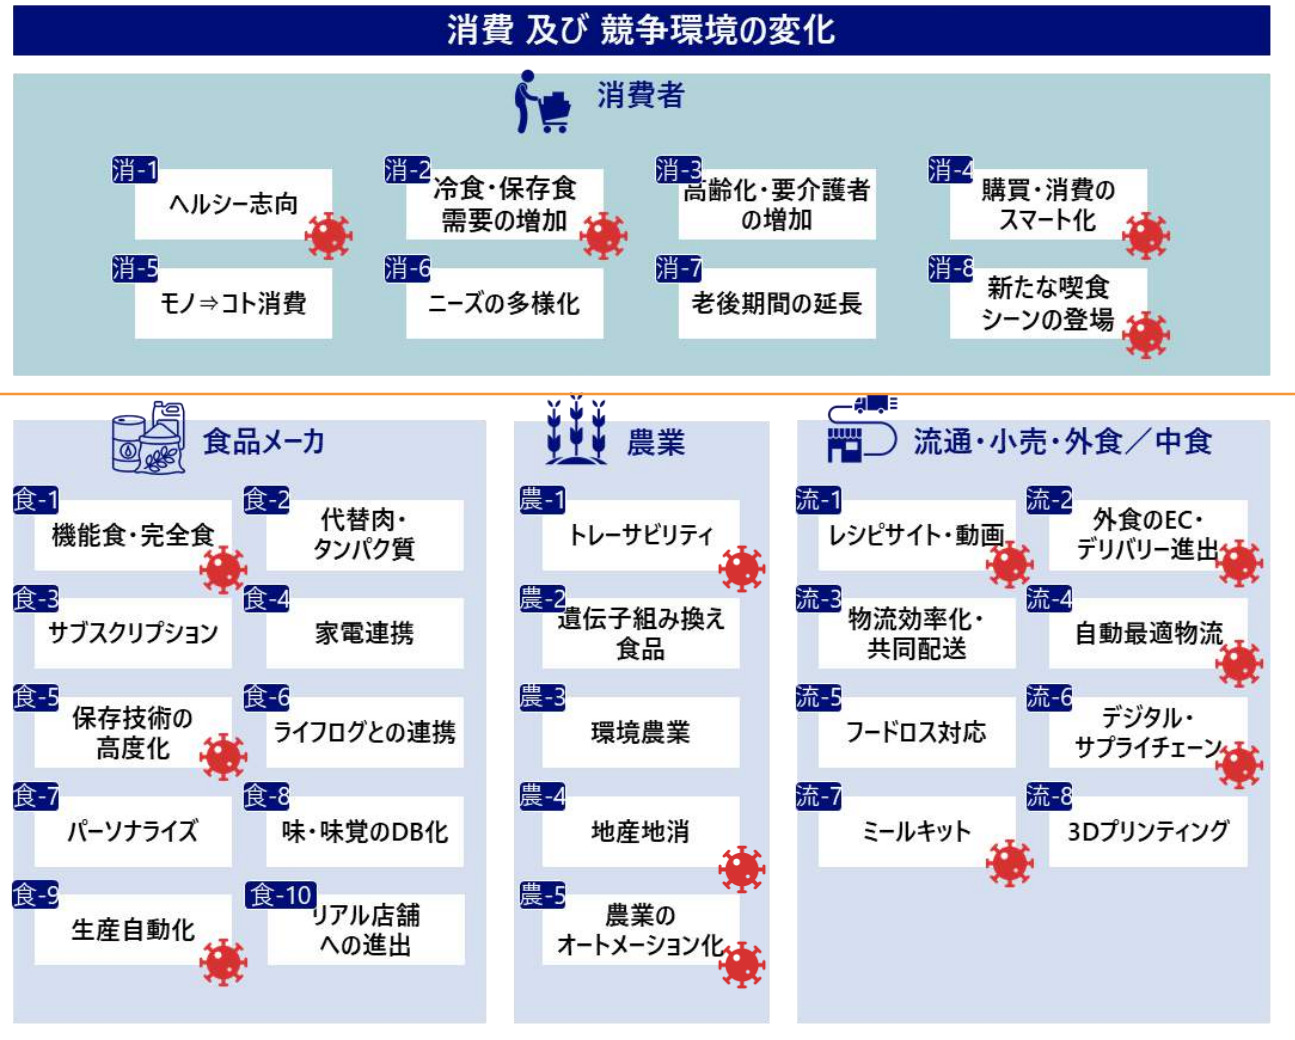 消費 及び 競争環境の変化
消費者
消-1
ヘルシー志向
消-2
冷食・保存食
需要の増加
消-3
高齢化・要介護者
の増加
消-4
購買・消費の
スマート化
消-5
モノ⇒コト消費
消-6
ニーズの多様化
消-7
老後期間の延長
消-8
新たな喫食
シーンの登場
食品メーカ
食-1
機能食・完全食
食-2
代替肉・
タンパク質
食-3
サブスクリプション
食-4
家電連携
食-5
保存技術の
高度化
食-6
ライフログとの連携
食-7
パーソナライズ
食-8
味・味覚のDB化
食-9
生産自動化
食-10
リアル店舗
への進出
農業
農-1
トレーサビリティ
農-2
遺伝子組み換え
食品
農-3
環境農業
農-4
地産地消
農-5
農業の
オートメーション化
流通・小売・外食／中食
流-1
レシピサイト・動画
流-2
外食のEC・
デリバリー進出
流-3
物流効率化・
共同配送
流-4
自動最適物流
流-5
フードロス対応
流-6
デジタル・
サプライチェーン
流-7
ミールキット
流-8
3Dプリンティング